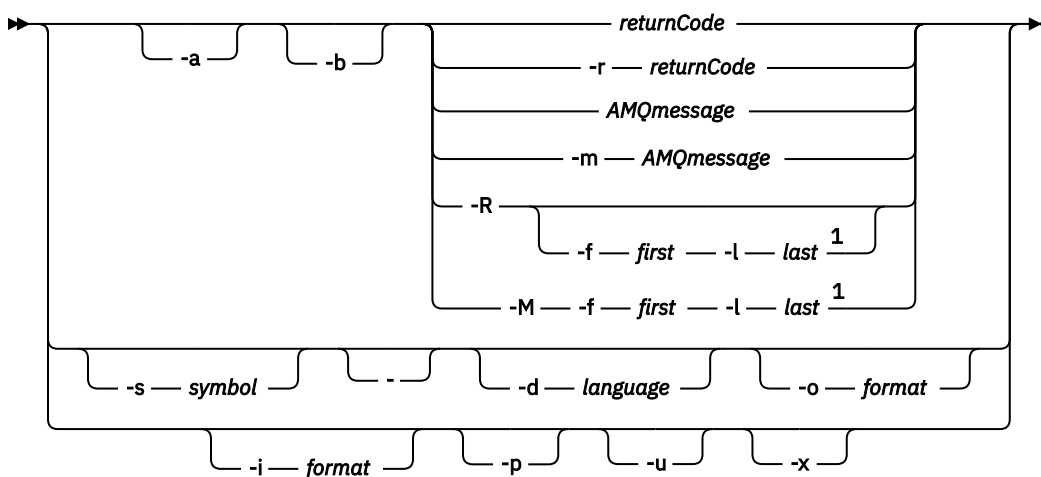 returnCode
-a -b
-r returnCode
AMQmessage
-m AMQmessage
-R
-f first -l last 1
-M -f first -l last 1
-s symbol - -d language -o format
-i format -p -u -x